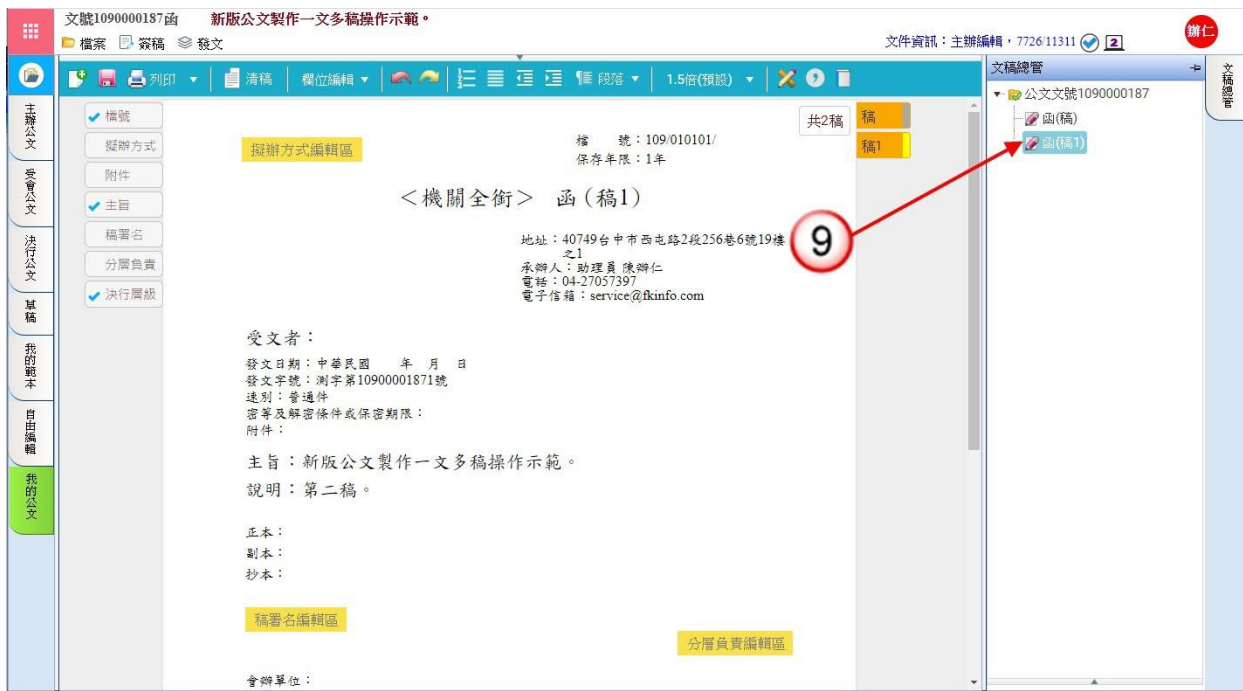 文號1090000187函 新版公文製作一文多稿操作示範。
檔案 簽稿 發文
文件資訊:主辦編輯,7726/11311 2
辦仁
列印 清稿 欄位編輯 段落 1.5倍(預設)
文稿總管
文稿總管
公文文號1090000187
函(稿)
函(稿1)
主辦公文
受會公文
決行公文
草稿
我的範本
自由編輯
我的公文
檔號
擬辦方式
附件
主旨
稿署名
分層負責
決行層級
共2稿
稿
稿1
擬辦方式編輯區
檔 號:109/010101/
保存年限:1年
<機關全銜> 函(稿1)
地址:40749台中市西屯路2段256巷6號19樓
之1
承辦人:助理員 陳辦仁
電話:04-27057397
電子信箱:service@fkinfo.com
9
受文者:
發文日期:中華民國 年 月 日
發文字號:測字第10900001871號
速別:普通件
密等及解密條件或保密期限:
附件:
主旨:新版公文製作一文多稿操作示範。
說明:第二稿。
正本:
副本:
抄本:
稿署名編輯區
分層負責編輯區
會辦單位: